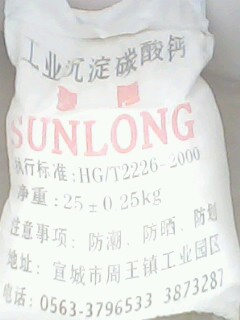 工业沉淀碳酸钙
SUNLONG
执行标准:HG/T2226-2000
净重:25±0.25kg
注意事项:防潮、防晒、防划
地址:宣城市周王镇工业园区
电话:0563-3796533 3873287